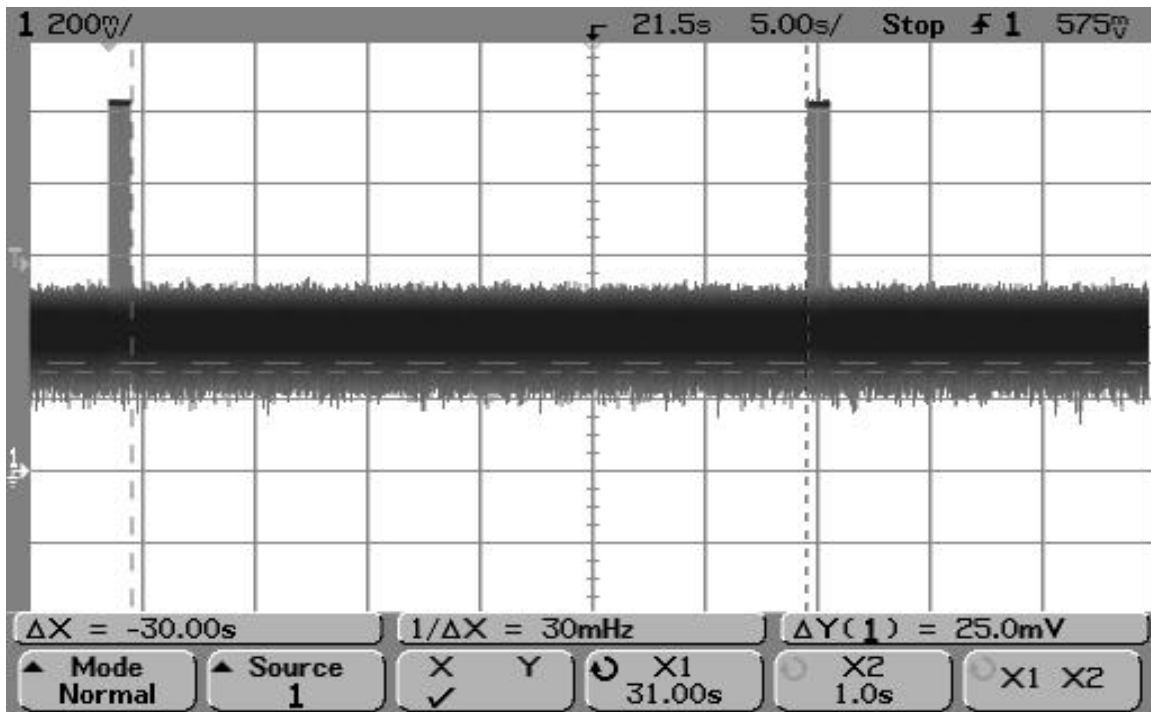 1 200mV/ 21.5s 5.00s/ Stop 1 575mV
T
1
ΔX = -30.00s 1/ΔX = 30mHz ΔY(1) = 25.0mV
Mode Source X Y X1 X2 X1 X2
Normal 1 ✓ 31.00s 1.0s